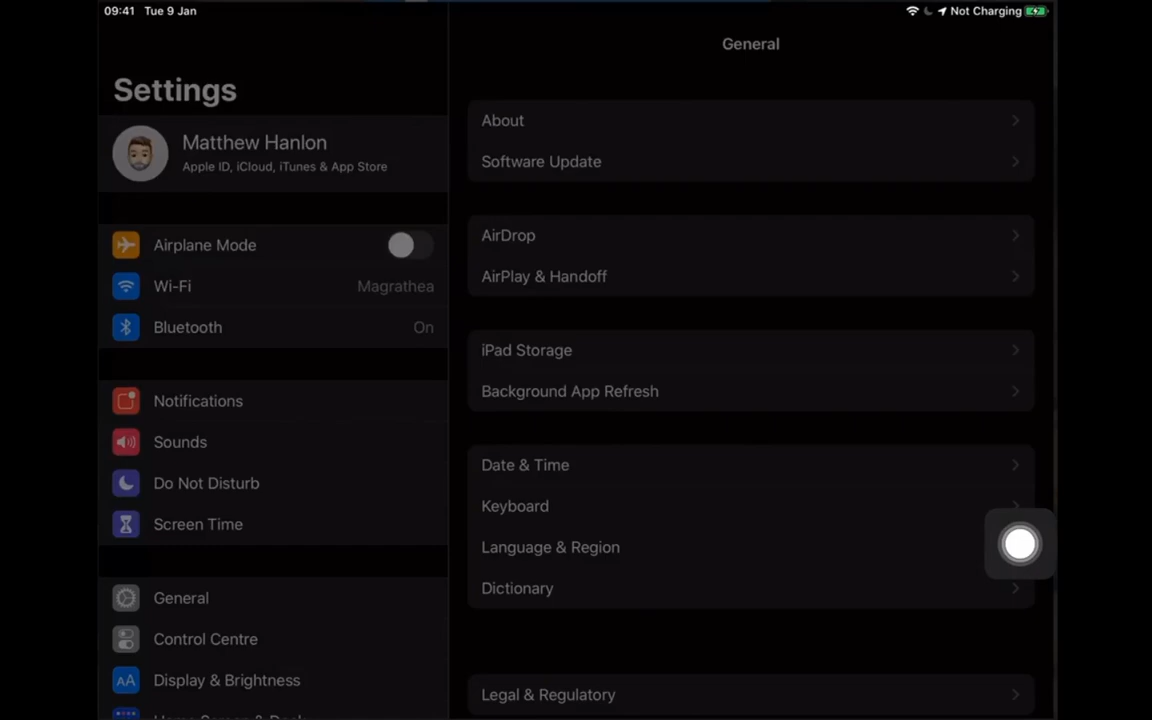 09:41 Tue 9 Jan
Not Charging
Settings
Matthew Hanlon
Apple ID, iCloud, iTunes & App Store
Airplane Mode
Wi-Fi Magrathea
Bluetooth On
Notifications
Sounds
Do Not Disturb
Screen Time
General
Control Centre
AA Display & Brightness
General
About
Software Update
AirDrop
AirPlay & Handoff
iPad Storage
Background App Refresh
Date & Time
Keyboard
Language & Region
Dictionary
Legal & Regulatory